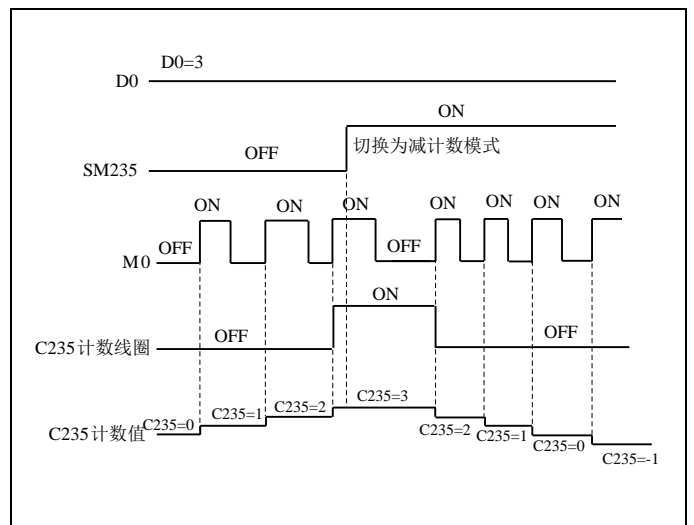 D0=3
D0
ON
OFF
切换为减计数模式
SM235
ON ON ON ON ON ON ON
OFF OFF
M0
ON
OFF OFF
C235计数线圈
C235=0 C235=1 C235=2 C235=3
C235计数值
C235=2 C235=1 C235=0 C235=-1